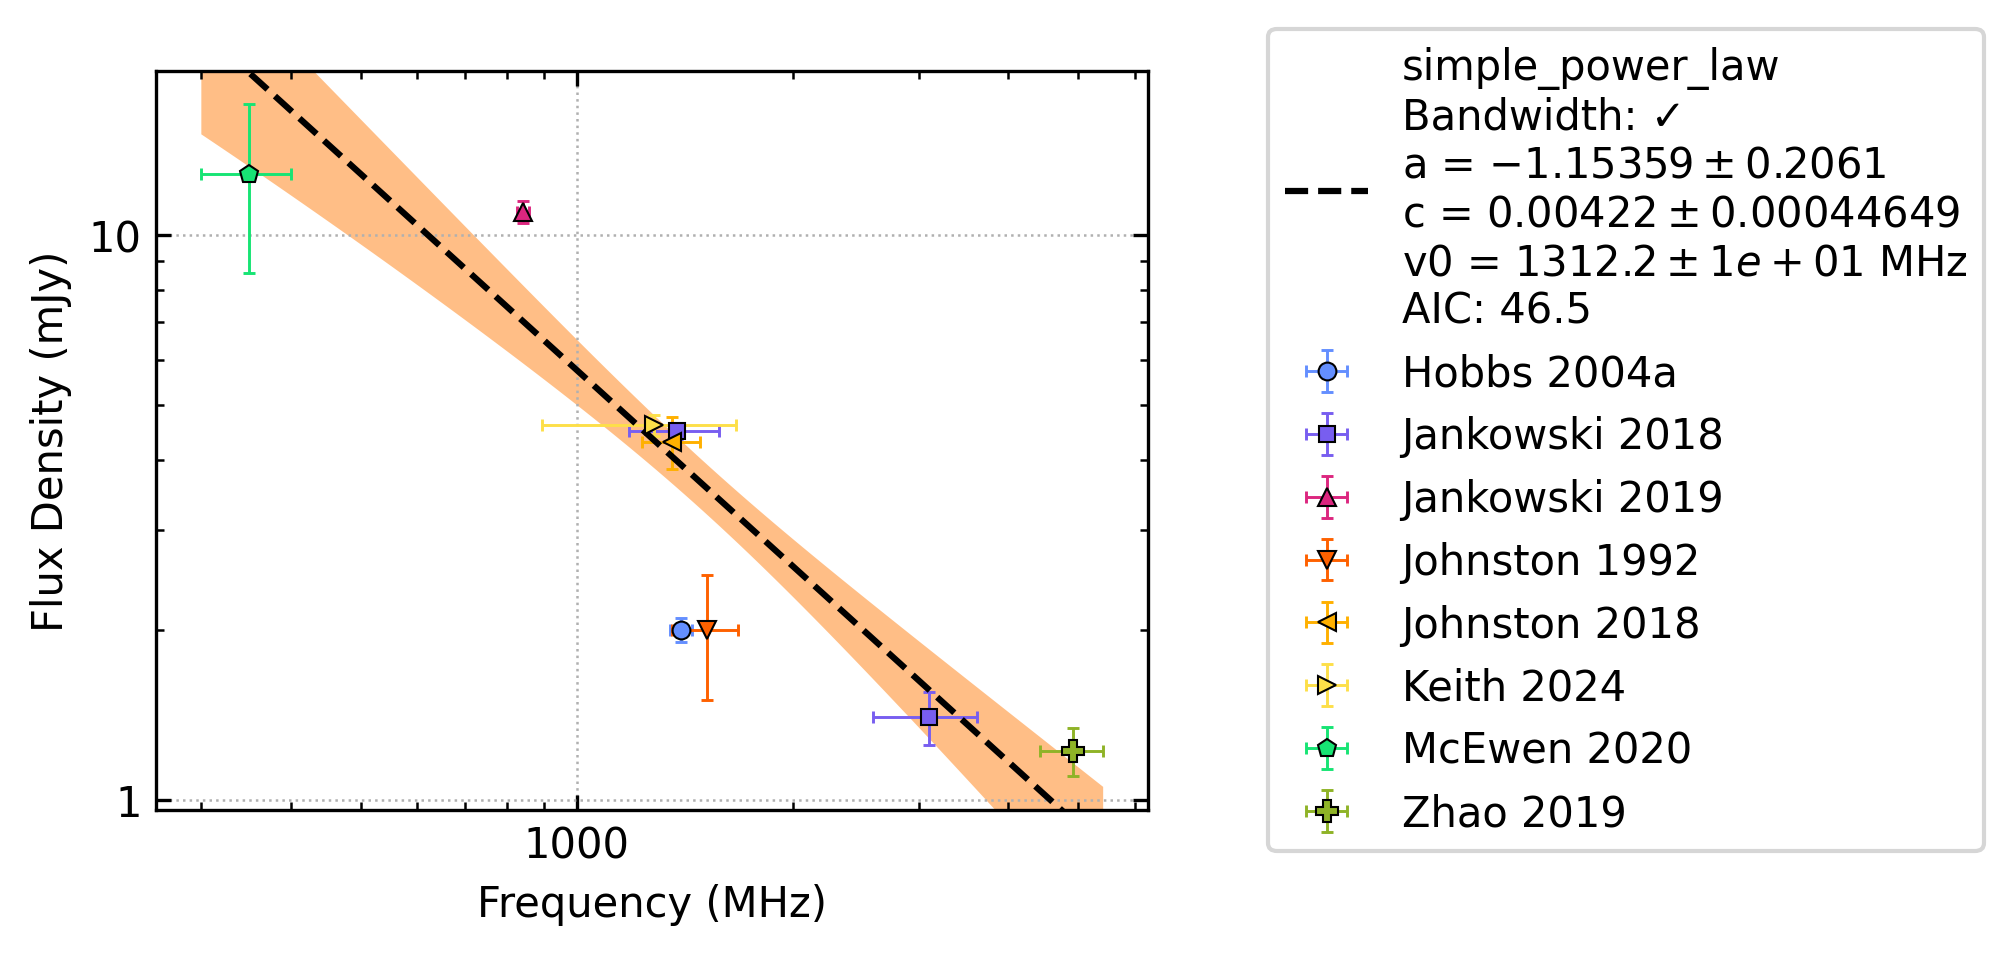 10
1
Flux Density (mJy)
1000
Frequency (MHz)
simple_power_law
Bandwidth: ✓
a = −1.15359 ± 0.2061
c = 0.00422 ± 0.00044649
v0 = 1312.2 ± 1e + 01 MHz
AIC: 46.5
Hobbs 2004a
Jankowski 2018
Jankowski 2019
Johnston 1992
Johnston 2018
Keith 2024
McEwen 2020
Zhao 2019